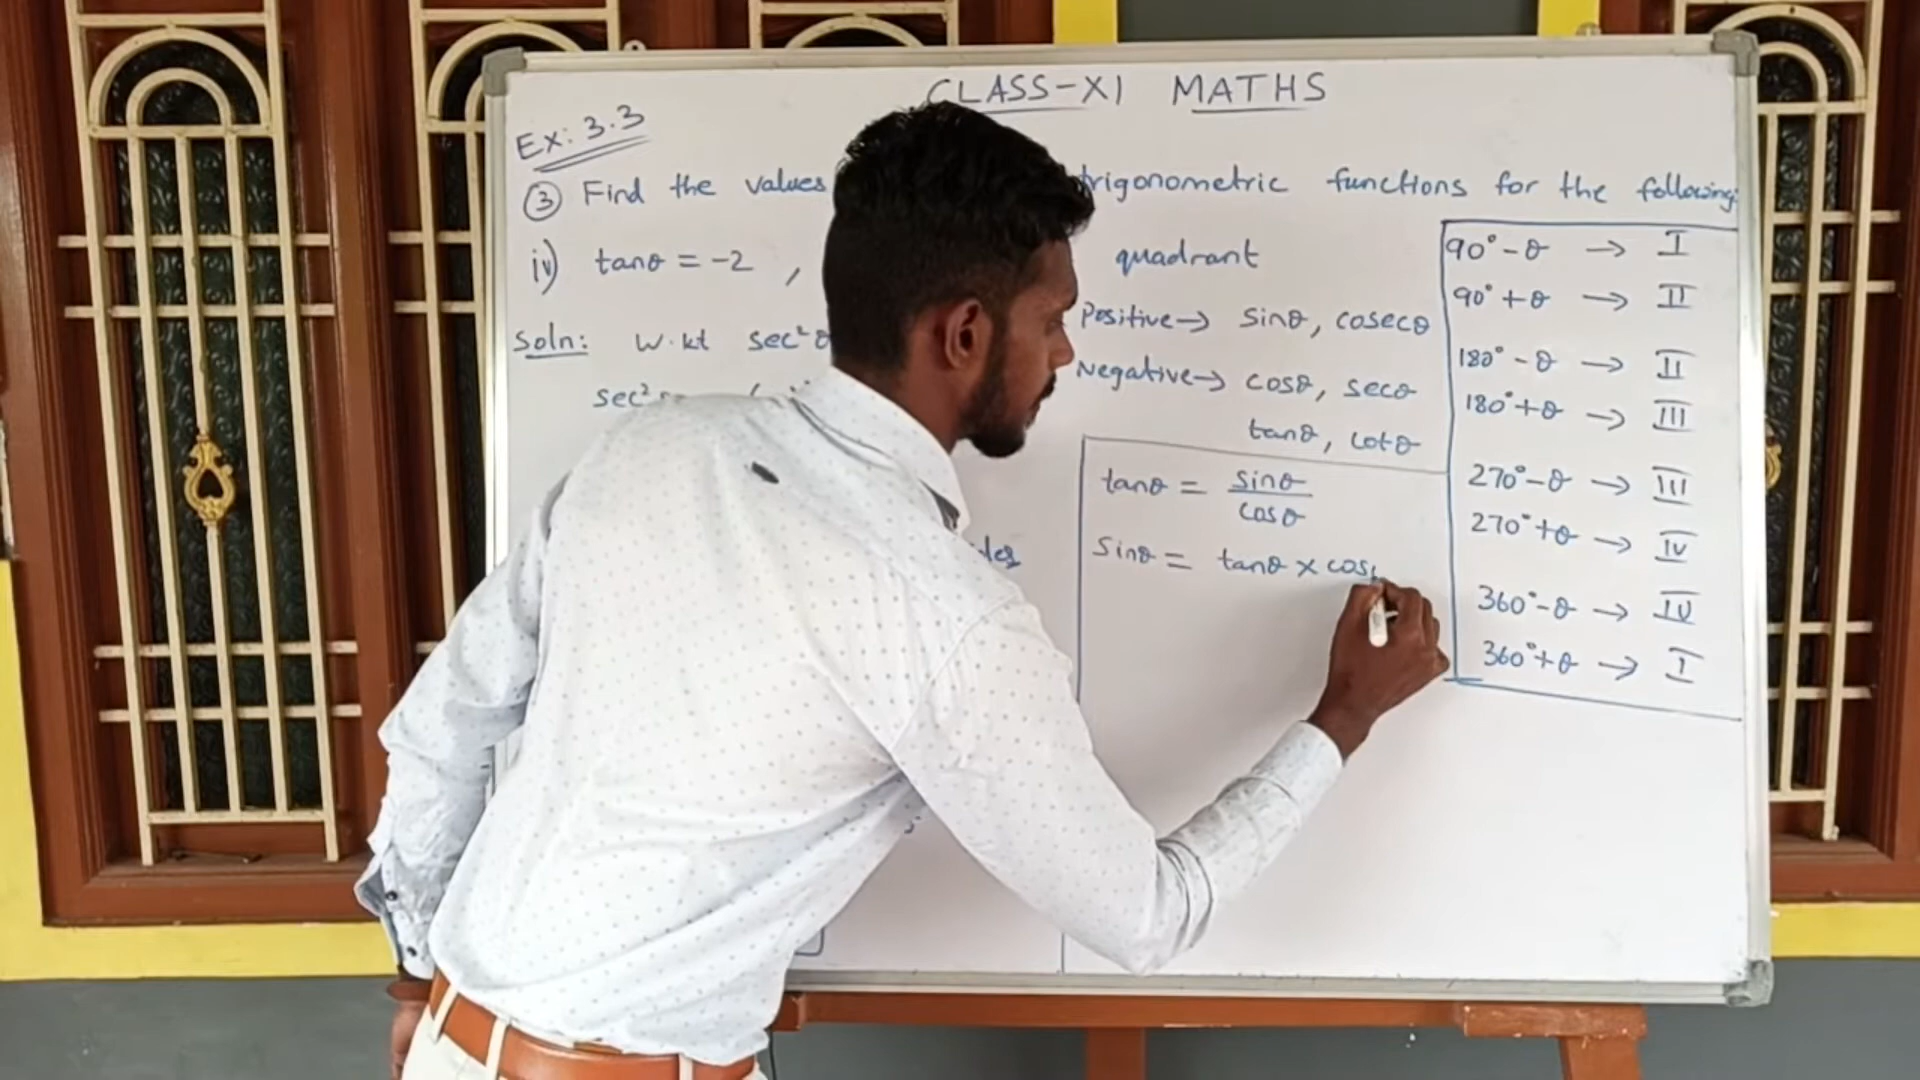 CLASS-XI MATHS
Ex: 3.3
③ Find the values trigonometric functions for the following:
iv) tanθ = -2 , quadrant
Soln: W.kt sec²θ
sec²
Positive→ sinθ, cosecθ
Negative→ cosθ, secθ
tanθ, cotθ
tanθ = sinθ/cosθ
Sinθ = tanθ × cos
90°-θ → I
90°+θ → II
180°-θ → II
180°+θ → III
270°-θ → III
270°+θ → IV
360°-θ → IV
360°+θ → I